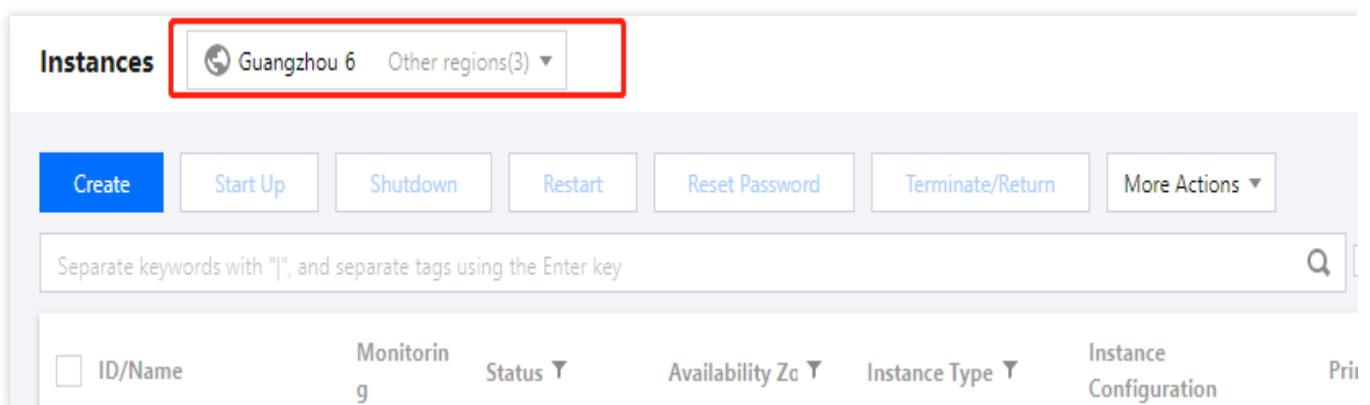 Instances Guangzhou 6 Other regions(3)
Create Start Up Shutdown Restart Reset Password Terminate/Return More Actions
Separate keywords with "|", and separate tags using the Enter key
ID/Name Monitorin Status Availability Zo Instance Type Instance Pri
g Configuration